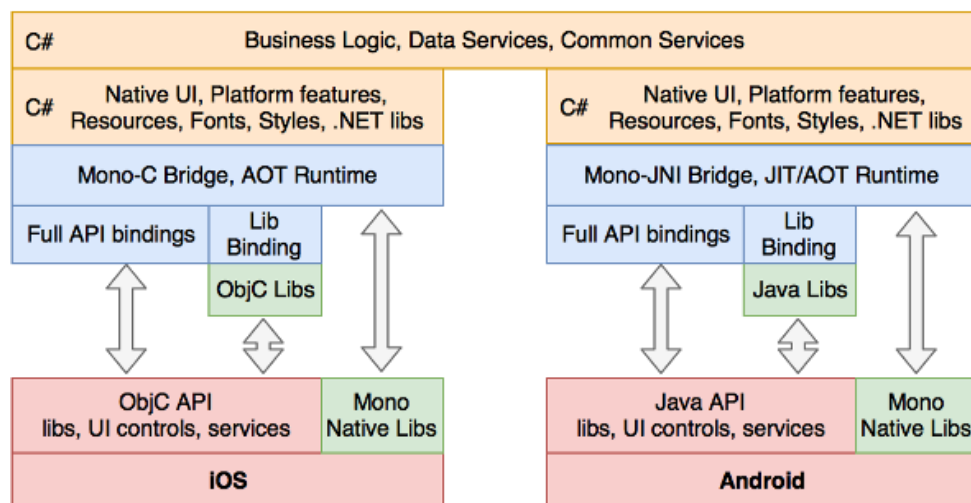 C# Business Logic, Data Services, Common Services
C# Native UI, Platform features,
Resources, Fonts, Styles, .NET libs
Mono-C Bridge, AOT Runtime
Full API bindings
Lib
Binding
ObjC Libs
ObjC API
libs, UI controls, services
Mono
Native Libs
iOS
C# Native UI, Platform features,
Resources, Fonts, Styles, .NET libs
Mono-JNI Bridge, JIT/AOT Runtime
Full API bindings
Lib
Binding
Java Libs
Java API
libs, UI controls, services
Mono
Native Libs
Android